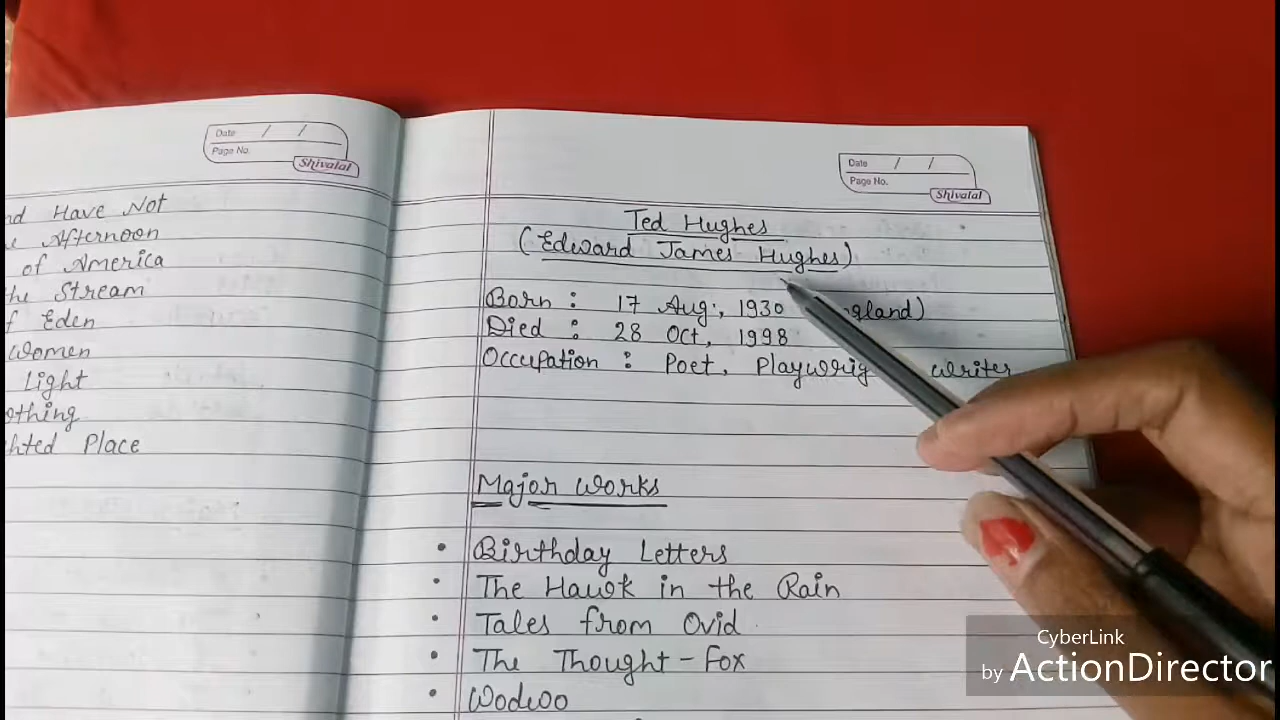 Date / /
Page No.
Shivalal
nd Have Not
e Afternoon
of America
the Stream
f Eden
Women
Light
othing
hted Place
Date / /
Page No.
Shivalal
Ted Hughes
(Edward James Hughes)
Born : 17 Aug, 1930 ngland)
Died : 28 Oct, 1998
Occupation : Poet, Playwrig writer
Major Works
• Birthday Letters
• The Hawk in the Rain
• Tales from Ovid
• The Thought-Fox
• Wodwo
CyberLink
by ActionDirector